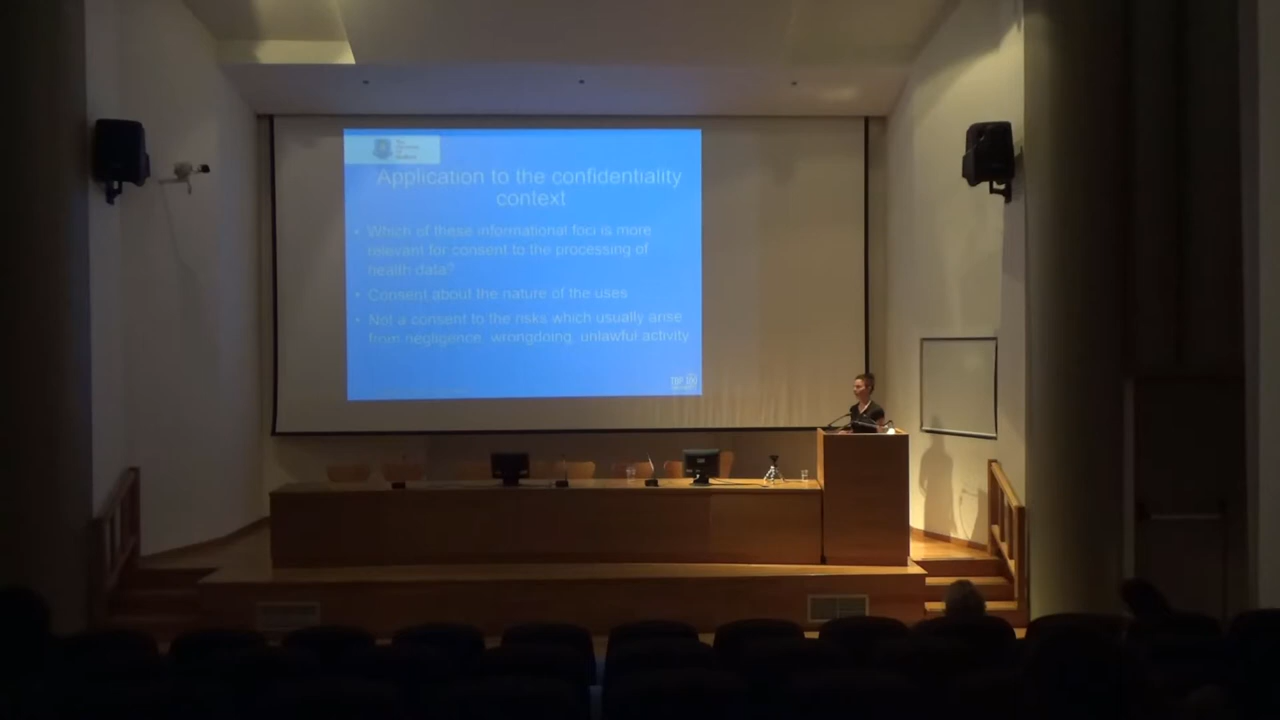 Application to the confidentiality
context
• Which of these informational foci is more
relevant for consent to the processing of
health data?
• Consent about the nature of the uses
• Not a consent to the risks which usually arise
from negligence, wrongdoing, unlawful activity